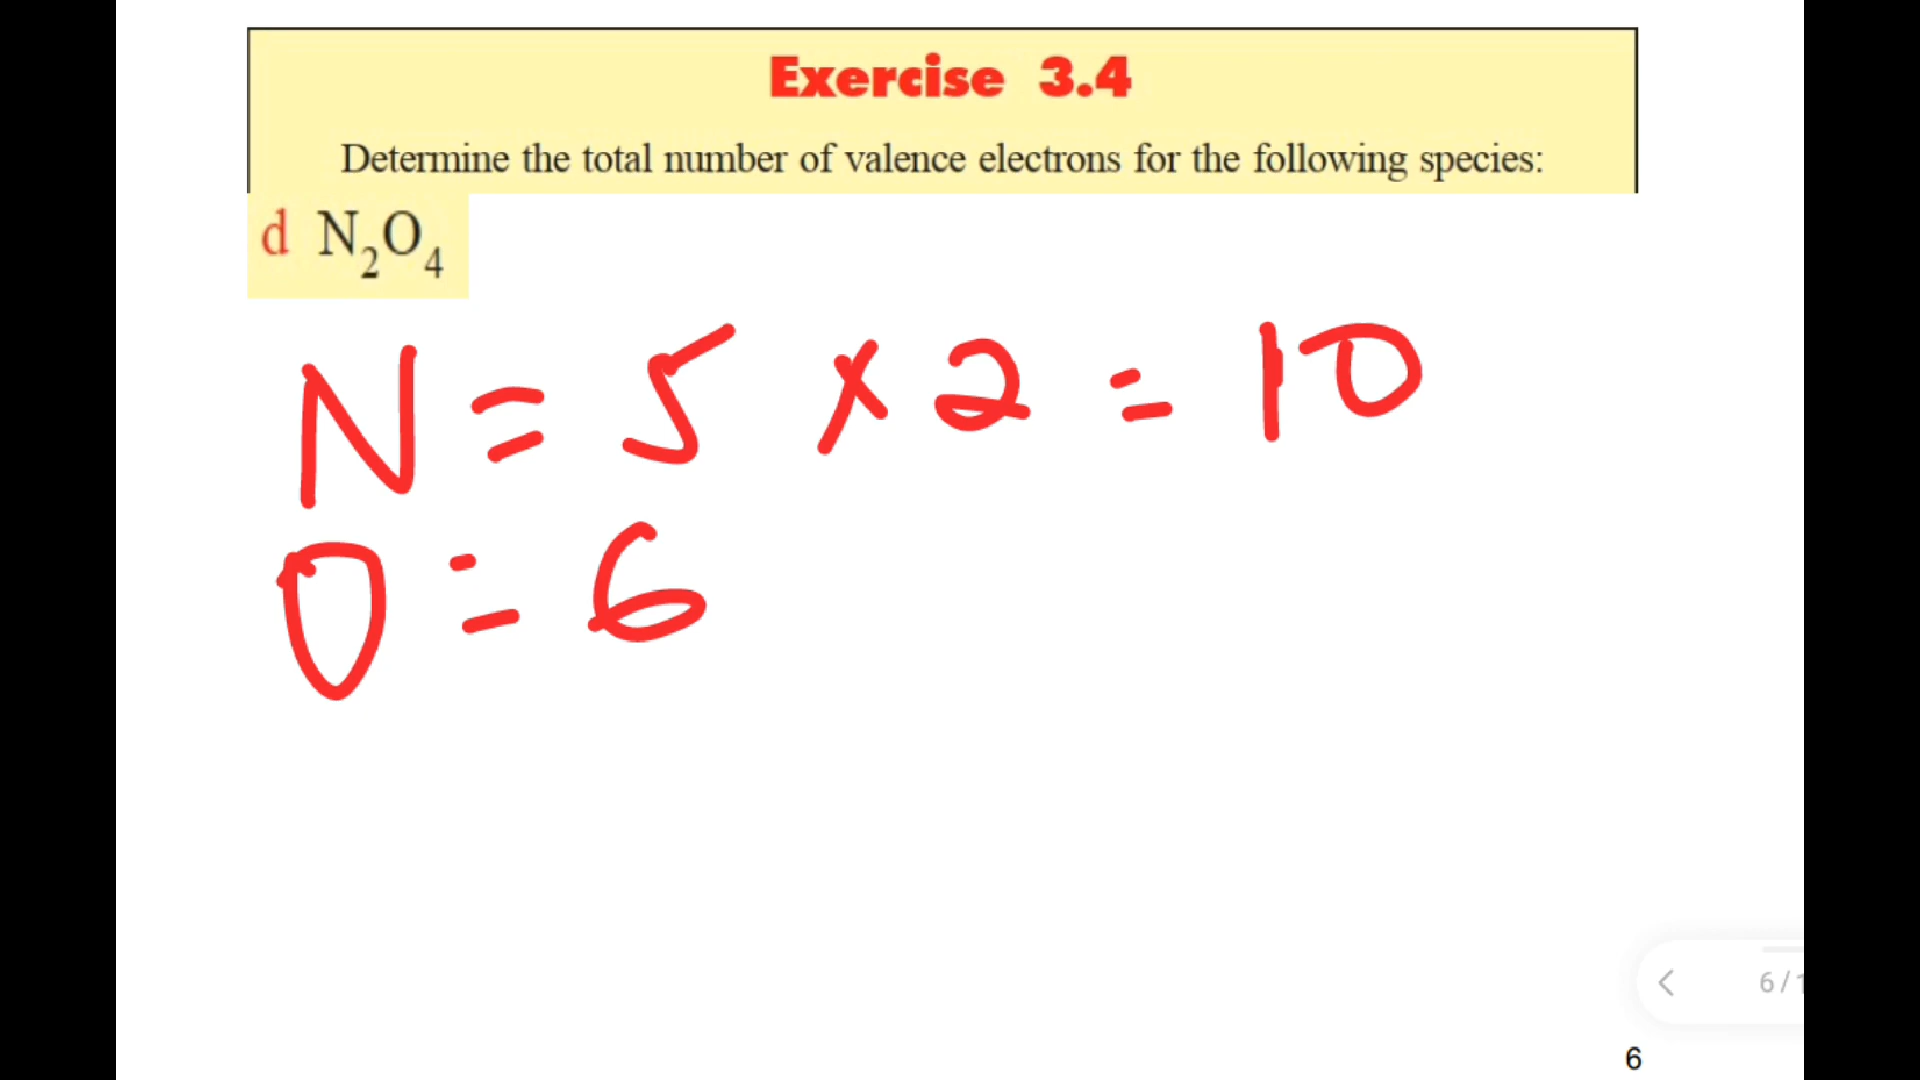 Exercise 3.4
Determine the total number of valence electrons for the following species:
d N₂O₄
N = 5 × 2 = 10
O = 6
< 6/1
6